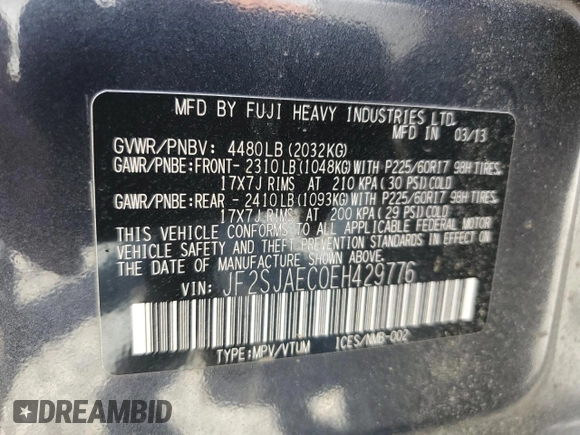 MFD BY FUJI HEAVY INDUSTRIES LTD.
MFD IN 03/13
GVWR/PNBV: 4480LB (2032KG)
GAWR/PNBE:FRONT- 2310LB(1048KG)WITH P225/60R17 98H TIRES,
17X7J RIMS AT 210 KPA(30 PSI)COLD
GAWR/PNBE:REAR - 2410LB(1093KG)WITH P225/60R17 98H TIRES,
17X7J RIMS AT 200 KPA(29 PSI)COLD
THIS VEHICLE CONFORMS TO ALL APPLICABLE FEDERAL MOTOR
VEHICLE SAFETY AND THEFT PREVENTION STANDARDS IN EFFECT ON
THE DATE OF MANUFACTURE SHOWN ABOVE.
VIN: JF2SJAEC0EH429776
TYPE:MPV/VTUM ICES/NMB-002
DREAMBID